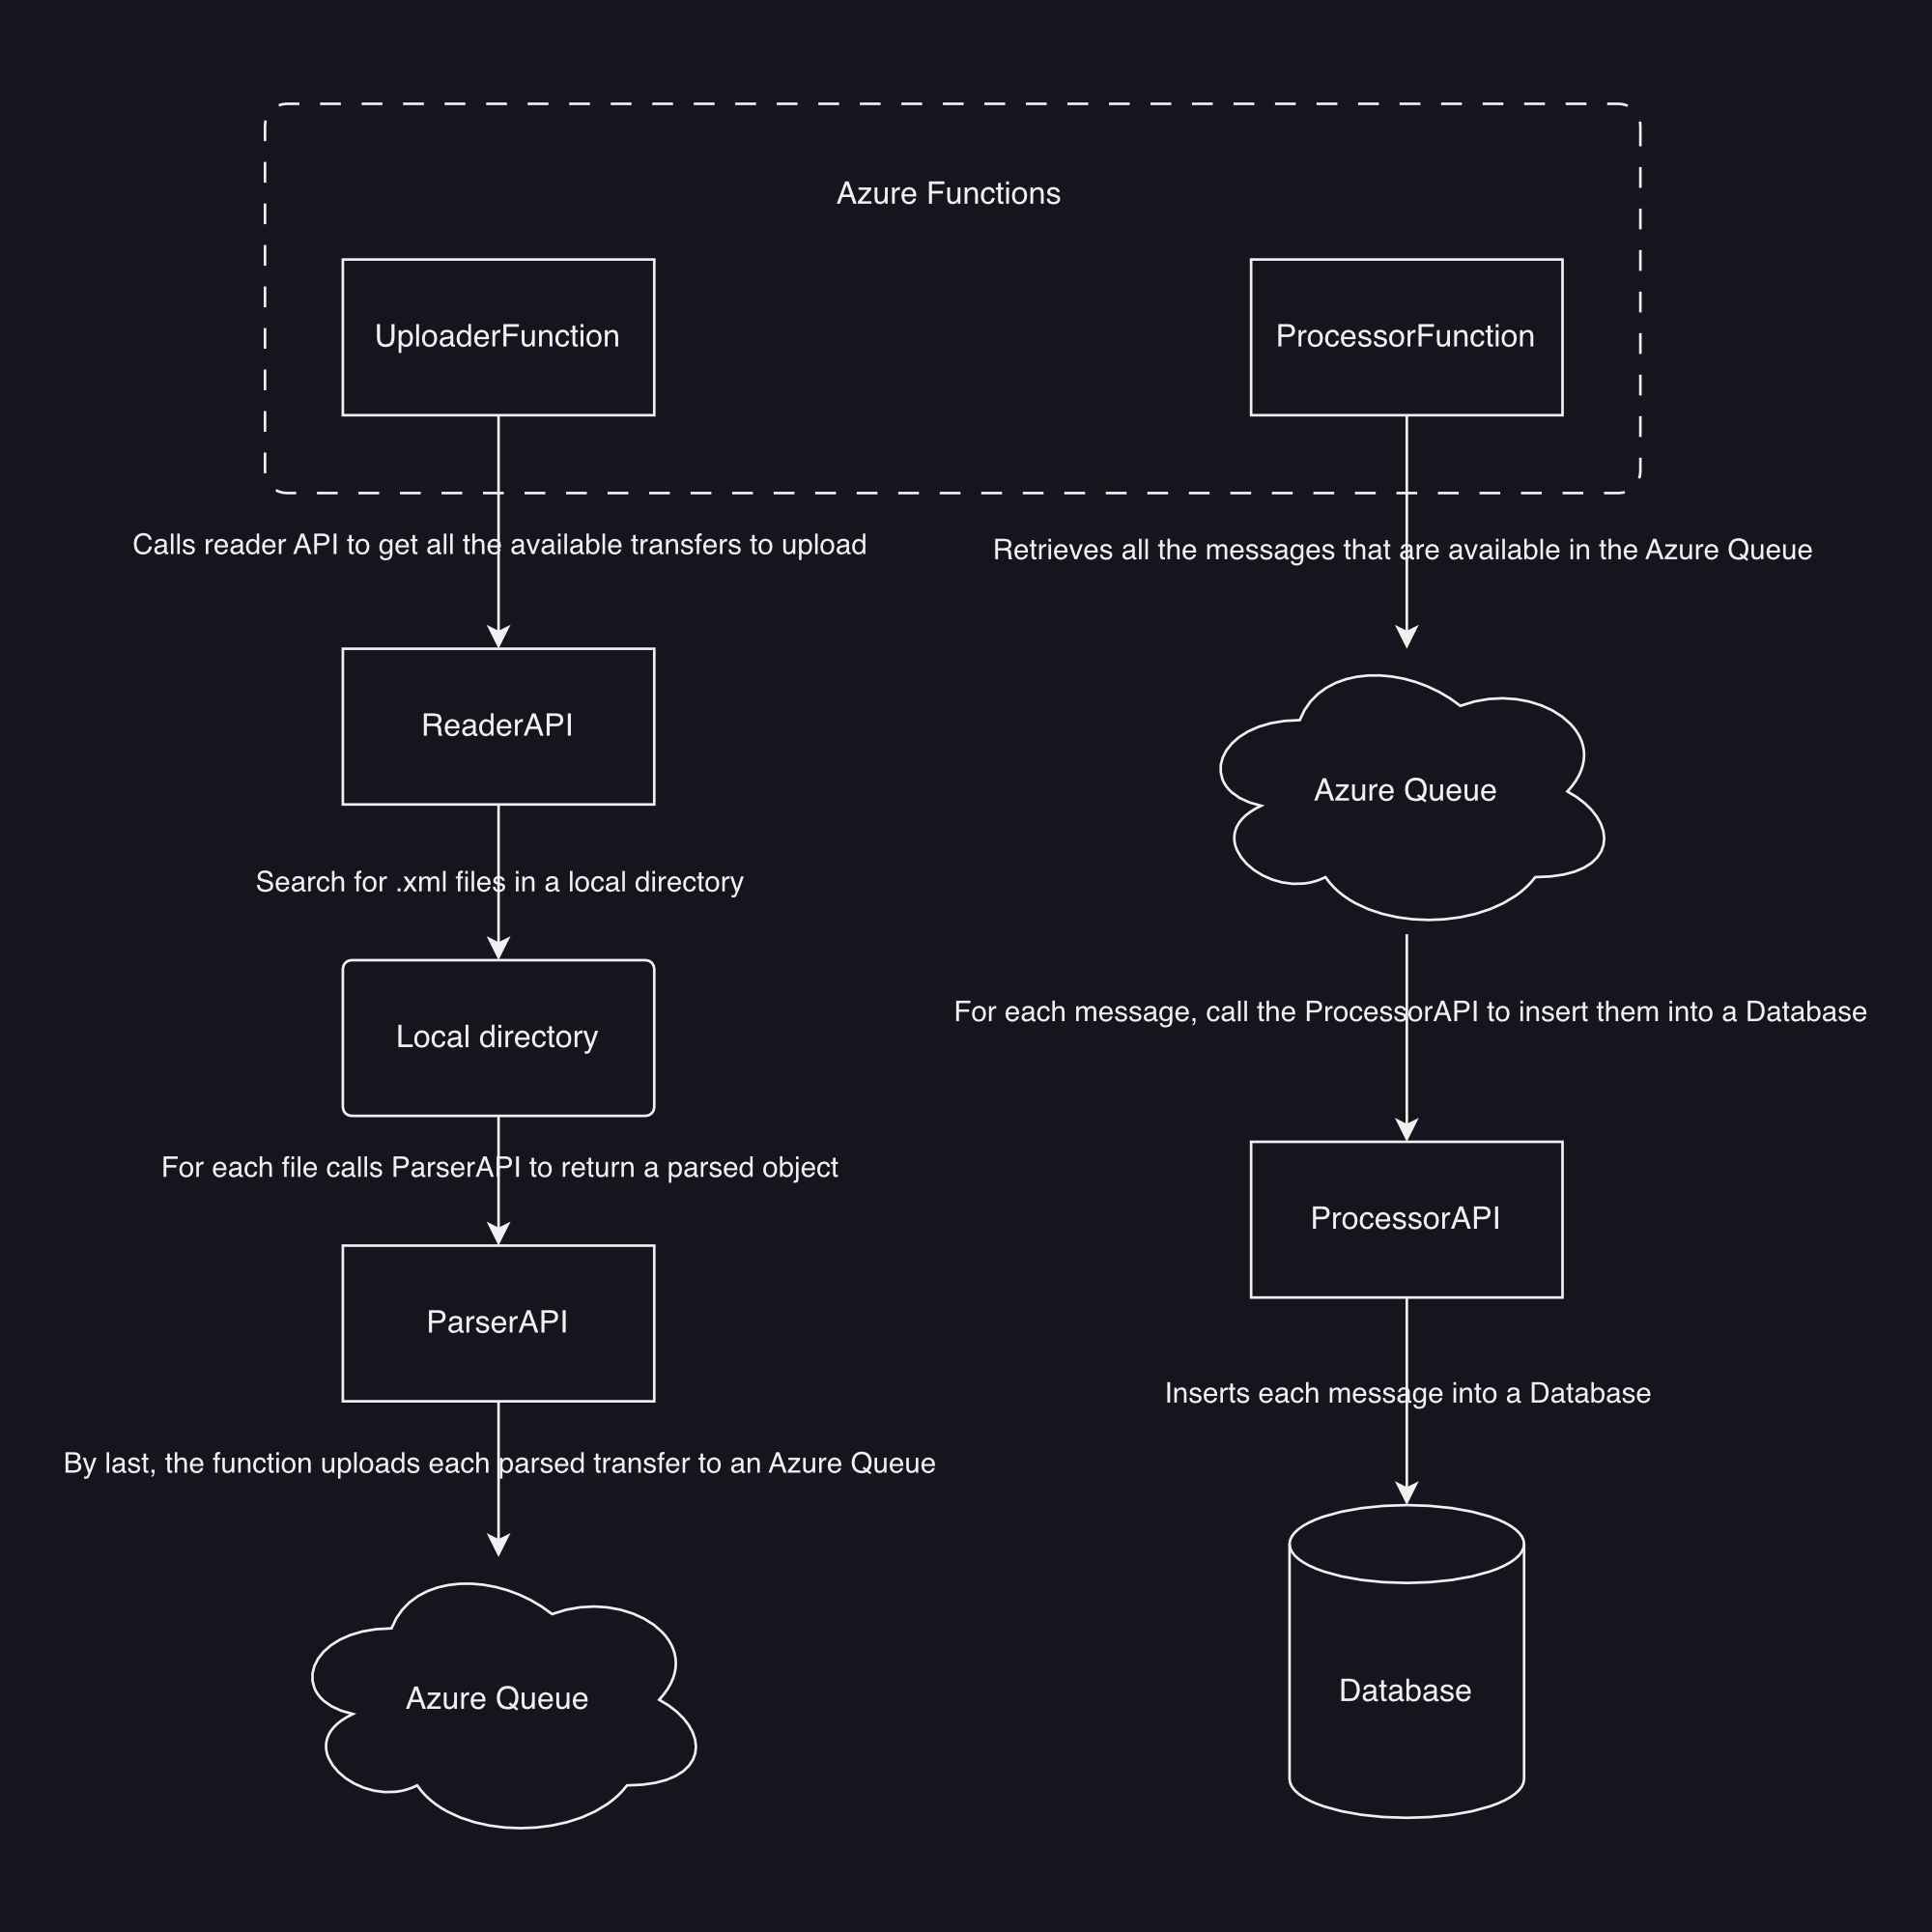 Azure Functions
UploaderFunction
ProcessorFunction
Calls reader API to get all the available transfers to upload
Retrieves all the messages that are available in the Azure Queue
ReaderAPI
Azure Queue
Search for .xml files in a local directory
For each message, call the ProcessorAPI to insert them into a Database
Local directory
For each file calls ParserAPI to return a parsed object
ProcessorAPI
ParserAPI
Inserts each message into a Database
By last, the function uploads each parsed transfer to an Azure Queue
Azure Queue
Database